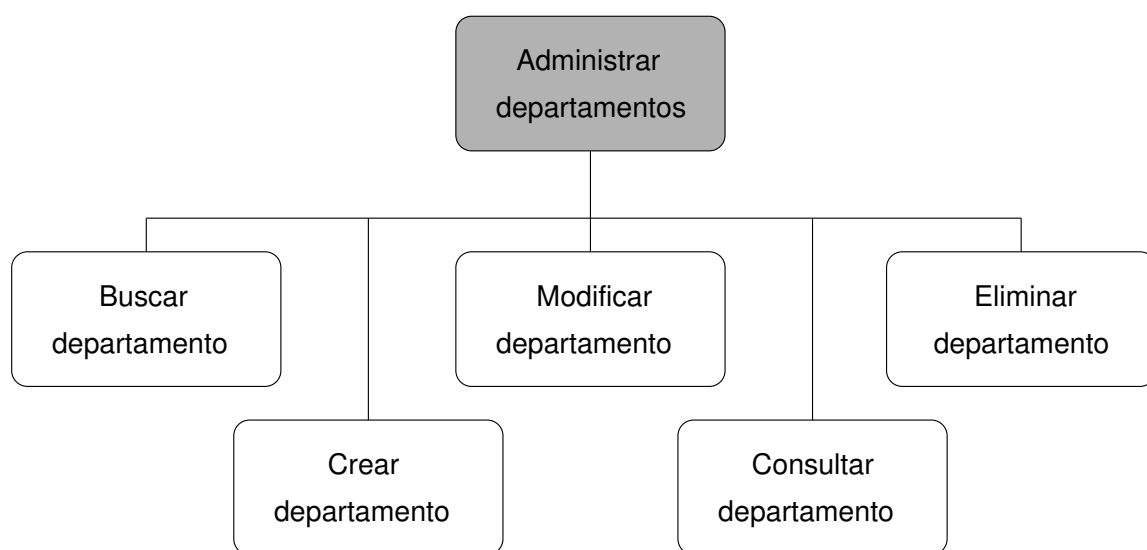 Administrar
departamentos
Buscar
departamento
Modificar
departamento
Eliminar
departamento
Crear
departamento
Consultar
departamento